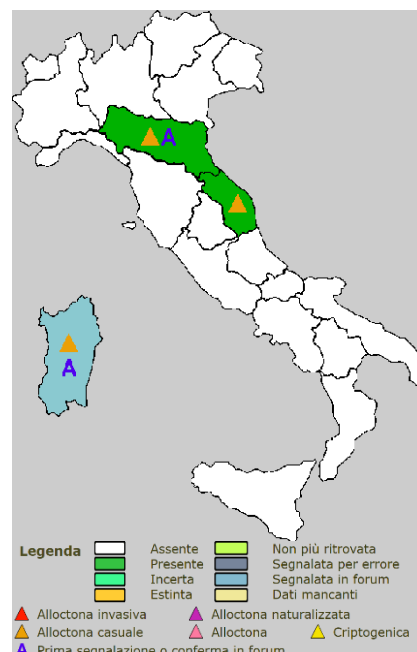 A
A
Legenda
Assente
Non più ritrovata
Presente
Segnalata per errore
Incerta
Segnalata in forum
Estinta
Dati mancanti
Alloctona invasiva
Alloctona naturalizzata
Alloctona casuale
Alloctona
Criptogenica
A Prima segnalazione o conferma in forum